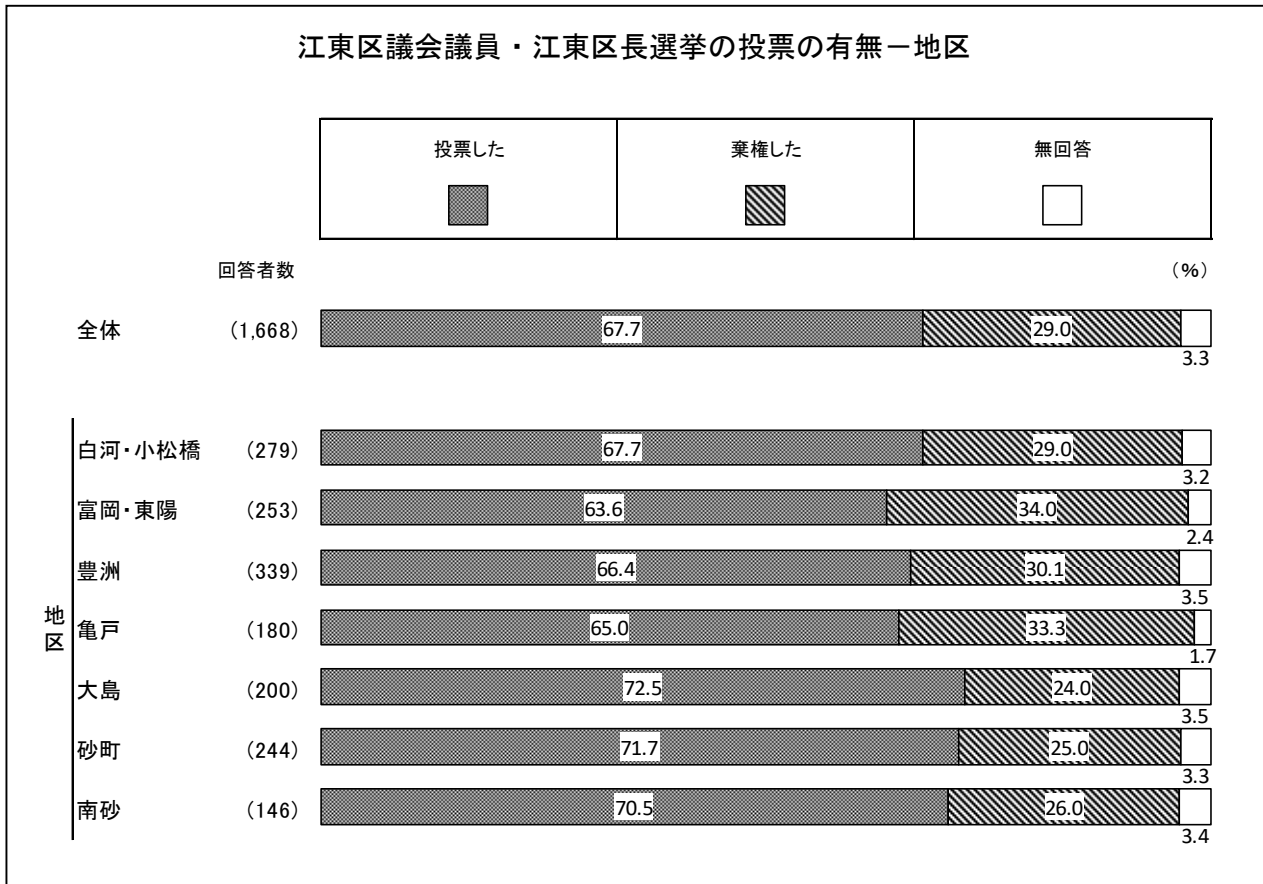 江東区議会議員・江東区長選挙の投票の有無－地区
投票した 棄権した 無回答
回答者数 (%)
全体 (1,668) 67.7 29.0 3.3
地区
白河・小松橋 (279) 67.7 29.0 3.2
富岡・東陽 (253) 63.6 34.0 2.4
豊洲 (339) 66.4 30.1 3.5
亀戸 (180) 65.0 33.3 1.7
大島 (200) 72.5 24.0 3.5
砂町 (244) 71.7 25.0 3.3
南砂 (146) 70.5 26.0 3.4